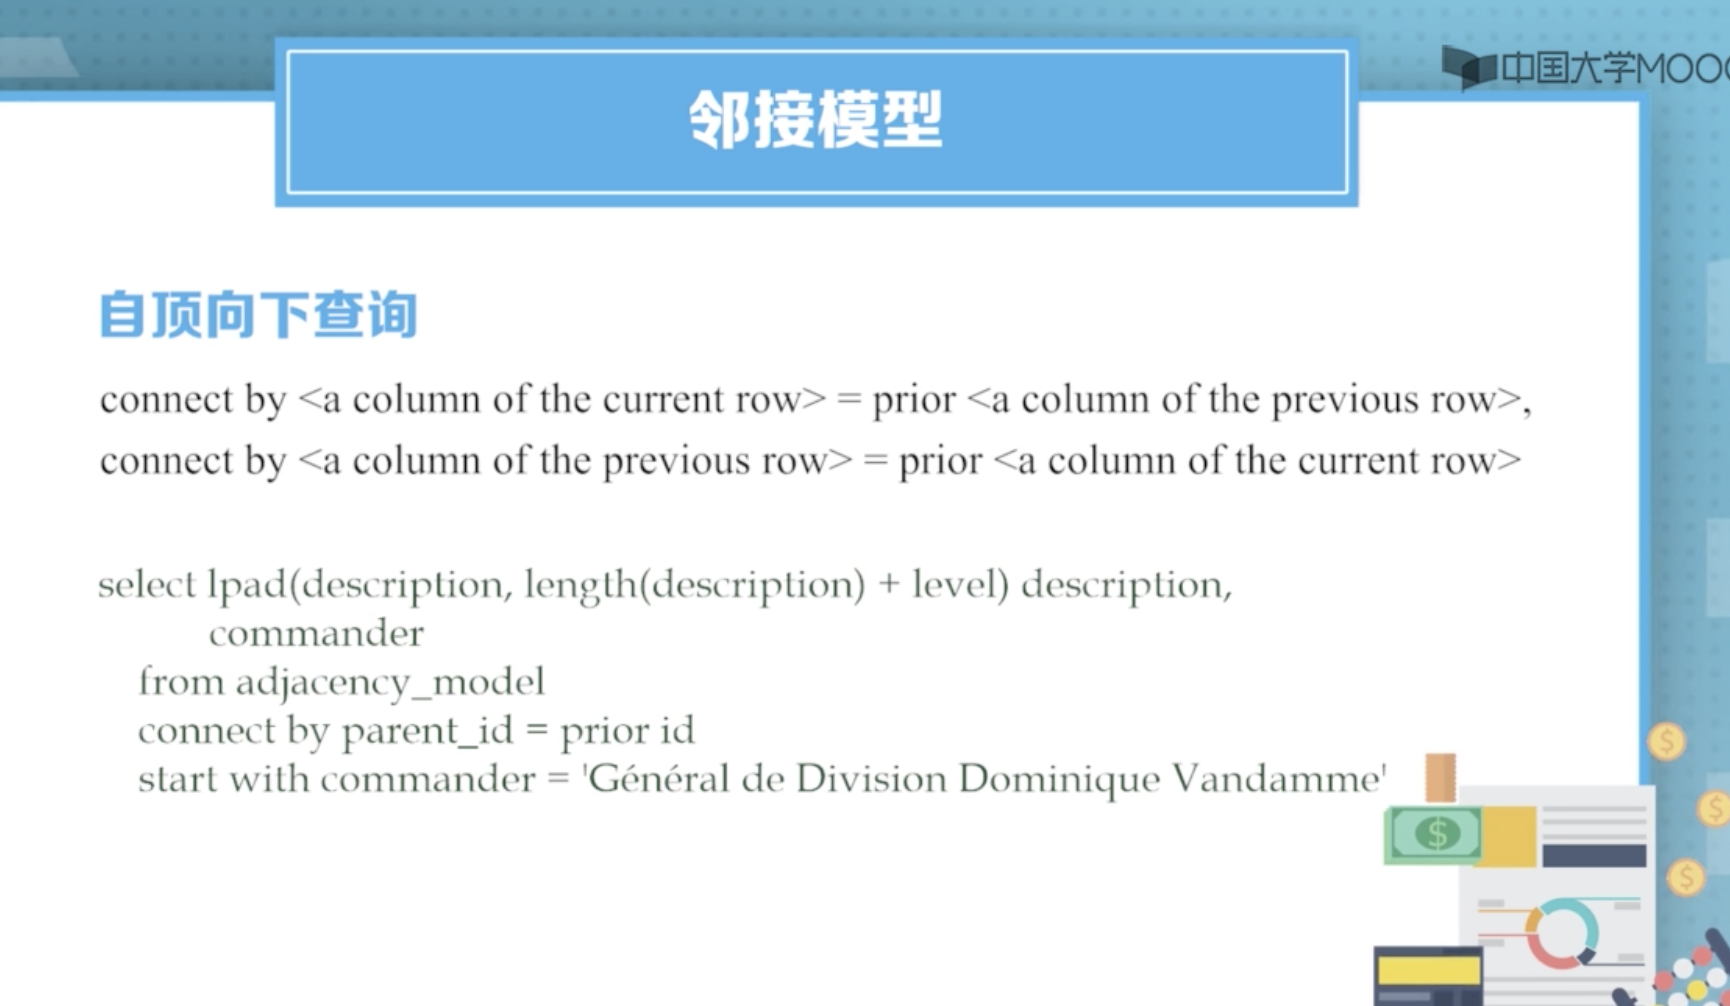 中国大学MOO
邻接模型
自顶向下查询
connect by <a column of the current row> = prior <a column of the previous row>,
connect by <a column of the previous row> = prior <a column of the current row>
select lpad(description, length(description) + level) description,
commander
from adjacency_model
connect by parent_id = prior id
start with commander = 'Général de Division Dominique Vandamme'